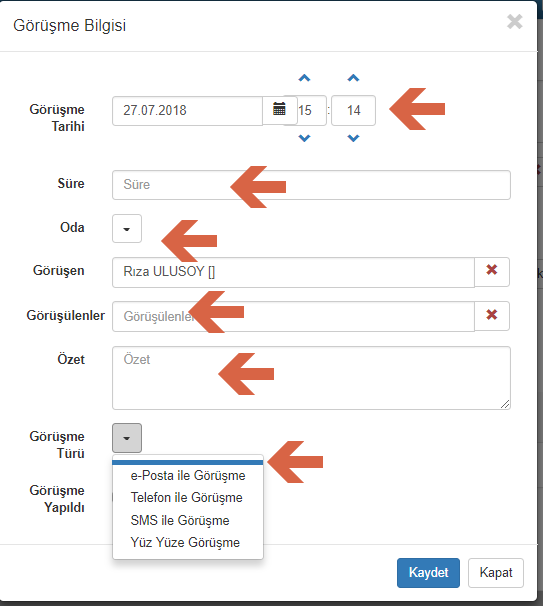 Görüşme Bilgisi
Görüşme Tarihi 27.07.2018 15 : 14
Süre Süre
Oda
Görüşen Rıza ULUSOY []
Görüşülenler Görüşülenler
Özet Özet
Görüşme Türü
e-Posta ile Görüşme
Telefon ile Görüşme
SMS ile Görüşme
Yüz Yüze Görüşme
Görüşme Yapıldı
Kaydet Kapat